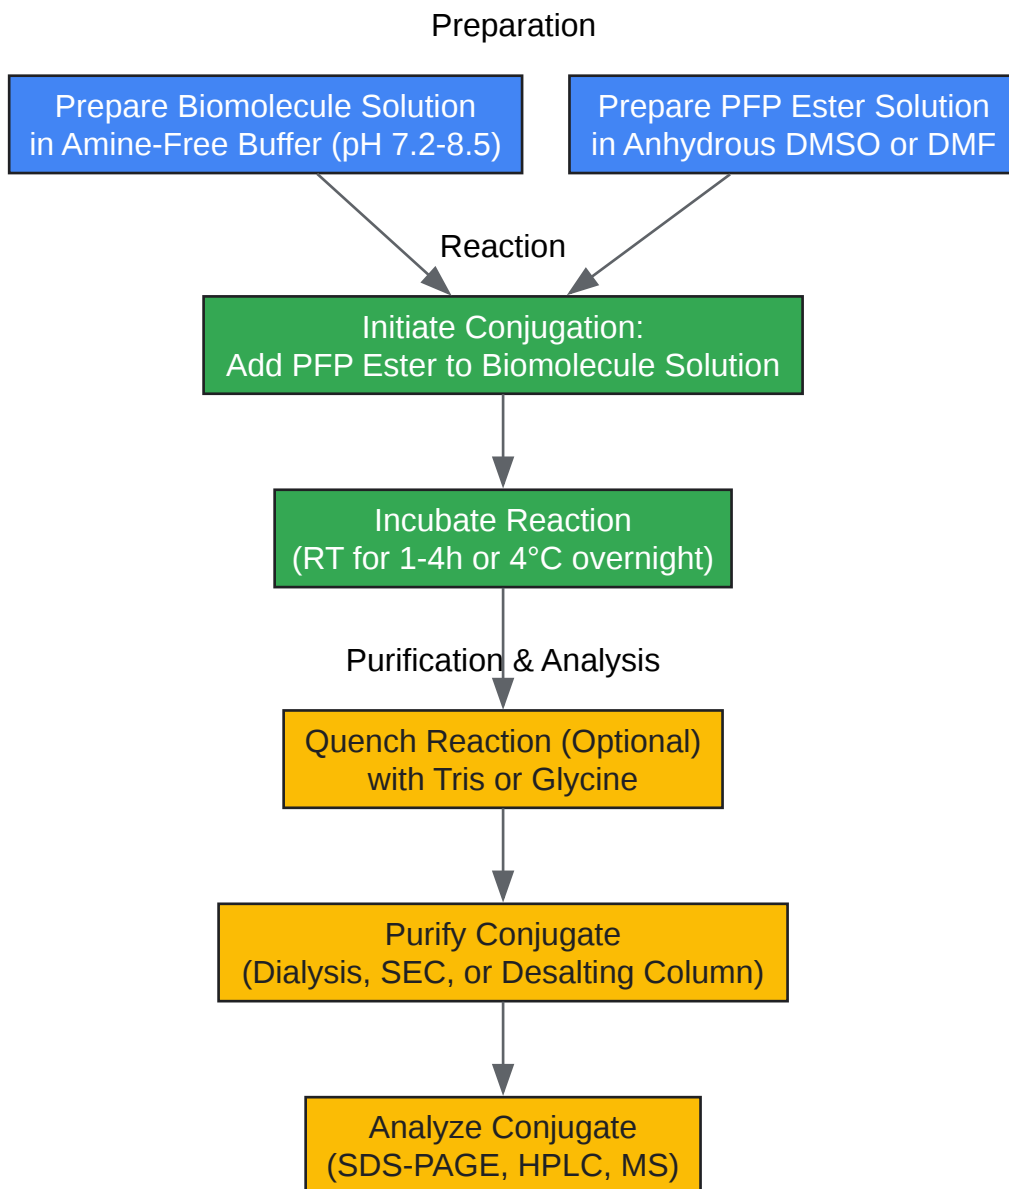 Preparation
Prepare Biomolecule Solution
in Amine-Free Buffer (pH 7.2-8.5)
Prepare PFP Ester Solution
in Anhydrous DMSO or DMF
Reaction
Initiate Conjugation:
Add PFP Ester to Biomolecule Solution
Incubate Reaction
(RT for 1-4h or 4°C overnight)
Purification & Analysis
Quench Reaction (Optional)
with Tris or Glycine
Purify Conjugate
(Dialysis, SEC, or Desalting Column)
Analyze Conjugate
(SDS-PAGE, HPLC, MS)